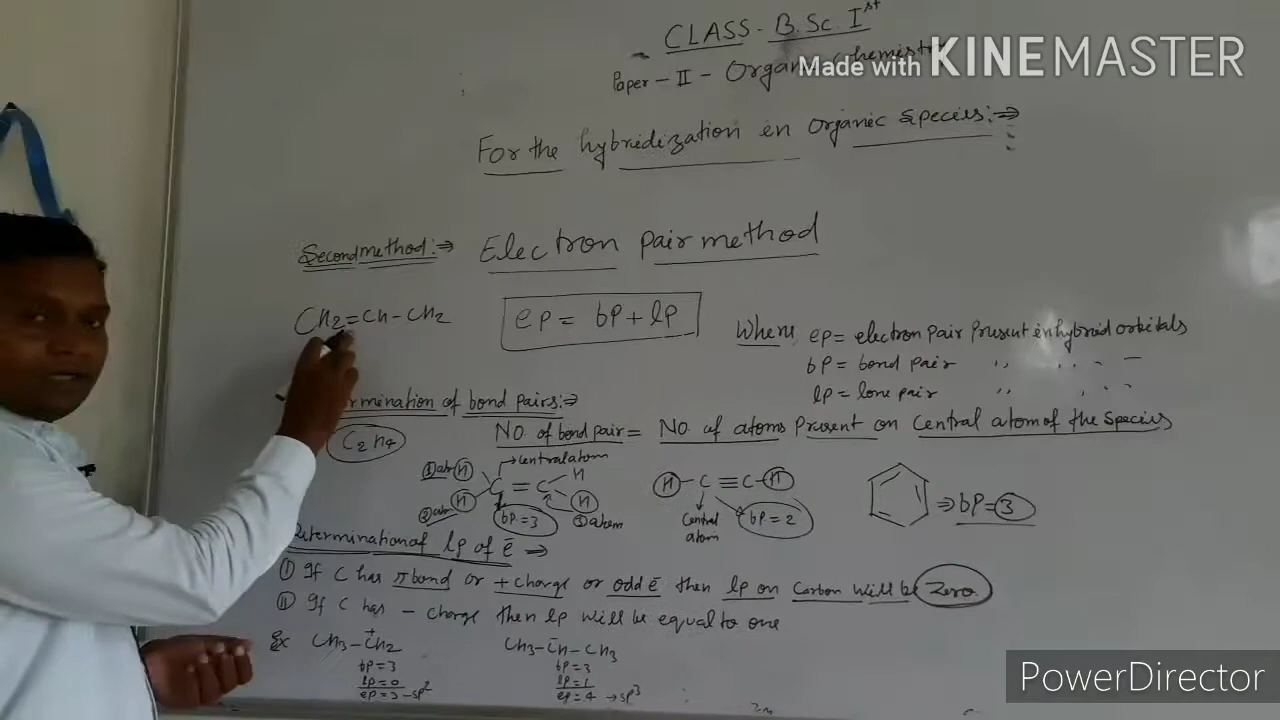 CLASS - B.Sc. Ist
Paper - II - Organic chemistry
Made with KINEMASTER
For the hybridization in organic species:⇒
Second method:⇒ Electron pair method
CH2=CH-CH2
ep = bp + lp
Where, ep = electron pair present in hybrid orbitals
bp = bond pair ,, ,, ,, -
lp = lone pair ,, ,, ,,
rmination of bond pairs:⇒
C2H4
No. of bond pair = No. of atoms present on central atom of the species
① atom H → central atom H
C = C
② atom H H ③ atom
bp = 3
H - C ≡ C - H
central atom
bp = 2
⇒ bp = 3
Determination of lp of ē ⇒
① If C has π bond or + charge or odd ē then lp on Carbon will be Zero
② If C has - charge then lp will be equal to one
Ex CH3-C+H2
bp = 3
lp = 0
ep = 3 - sp2
CH3-C̄H-CH3
bp = 3
lp = 1
ep = 4 → sp3
PowerDirector